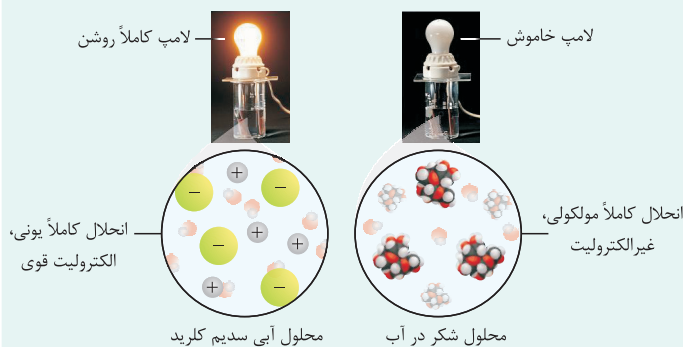 لامپ خاموش
لامپ کاملاً روشن
انحلال کاملاً مولکولی،
غیرالکترولیت
انحلال کاملاً یونی،
الکترولیت قوی
+
−
−
+
+
−
+
−
محلول شکر در آب
محلول آبی سدیم کلرید